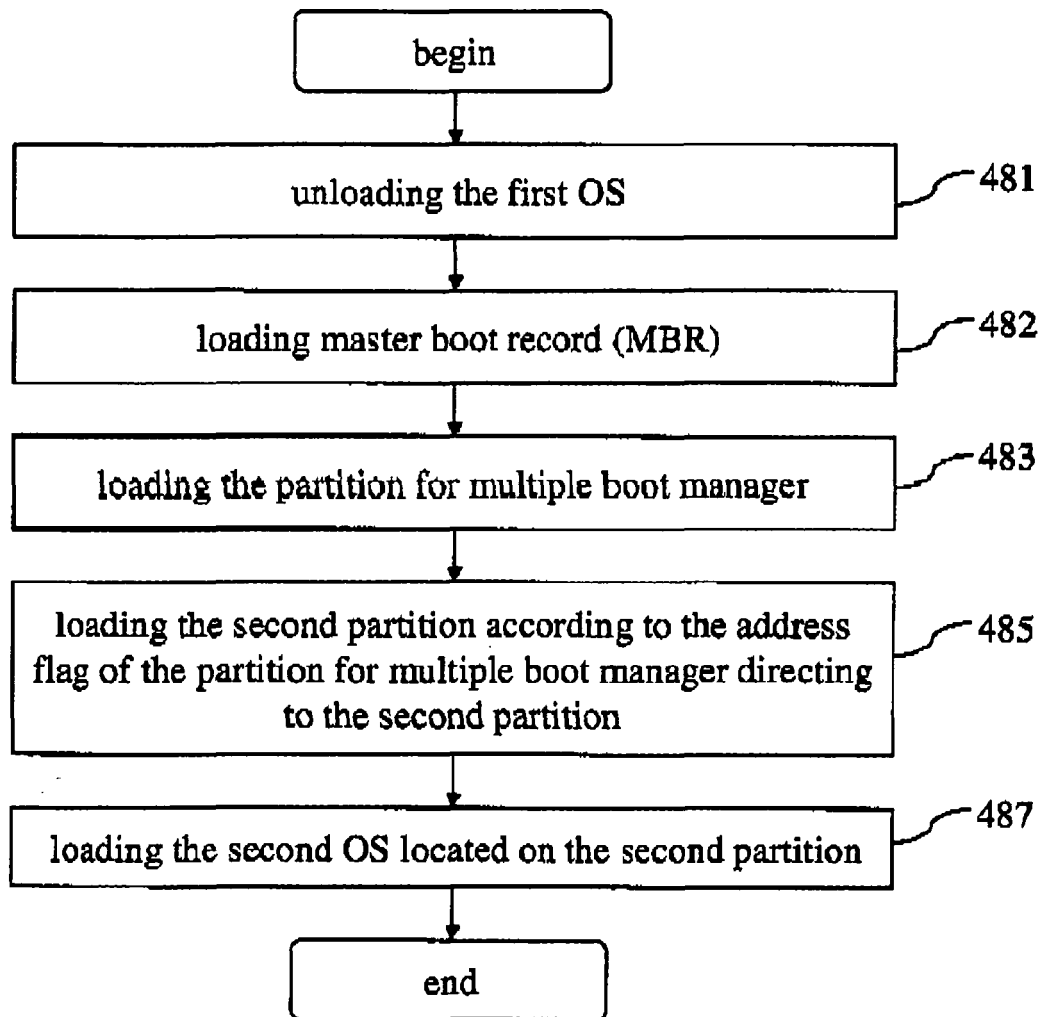 begin
unloading the first OS
481
loading master boot record (MBR)
482
loading the partition for multiple boot manager
483
loading the second partition according to the address
flag of the partition for multiple boot manager directing
to the second partition
485
loading the second OS located on the second partition
487
end